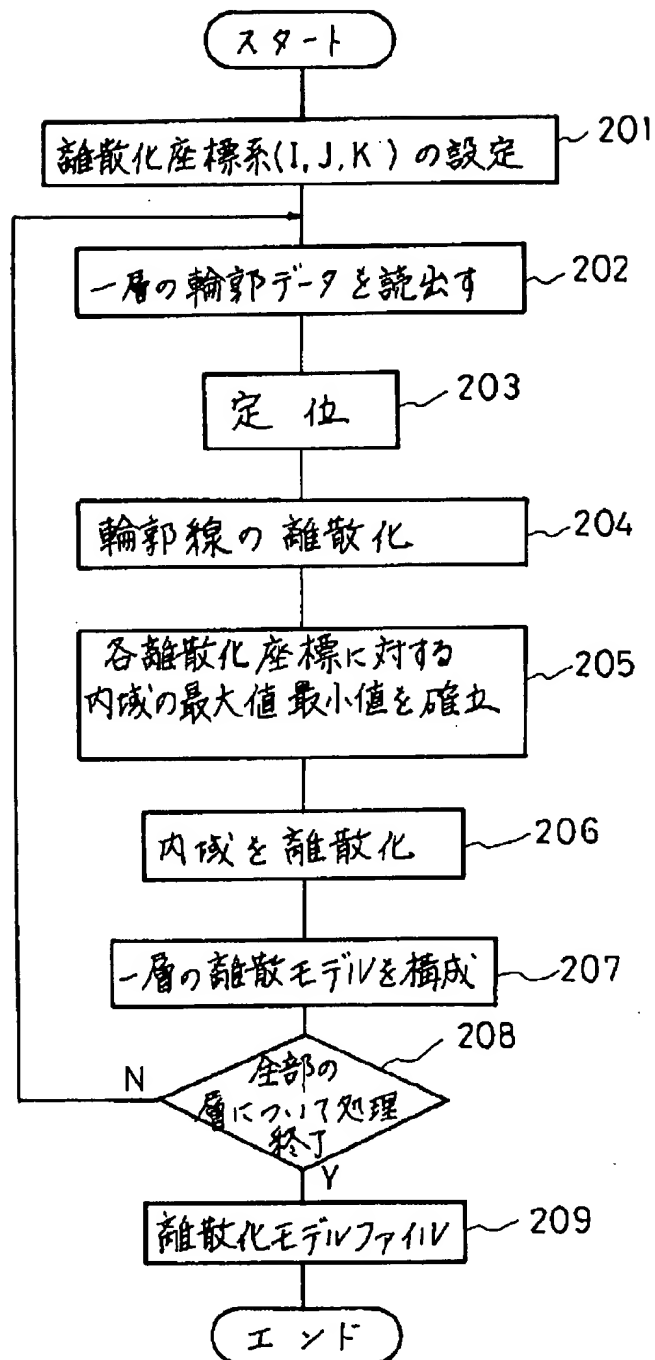 スタート
離散化座標系(I,J,K)の設定
201
一層の輪郭データを読出す
202
定位
203
輪郭線の離散化
204
各離散化座標に対する
内域の最大値最小値を確立
205
内域を離散化
206
一層の離散モデルを構成
207
208
全部の
層について処理
終了
N
Y
離散化モデルファイル
209
エンド